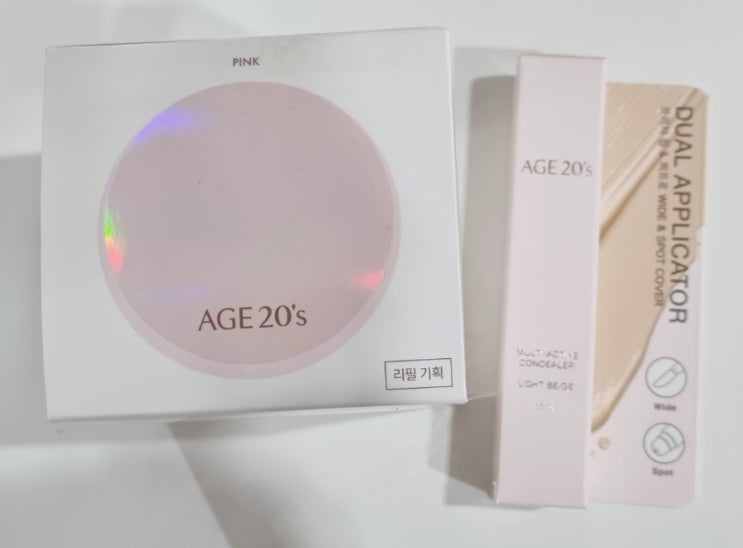 PINK
AGE 20's
리필 기획
AGE 20's
MULTI ACTIVE
CONCEALER
LIGHT BEIGE
DUAL APPLICATOR
WIDE & SPOT COVER
Wide
Spot